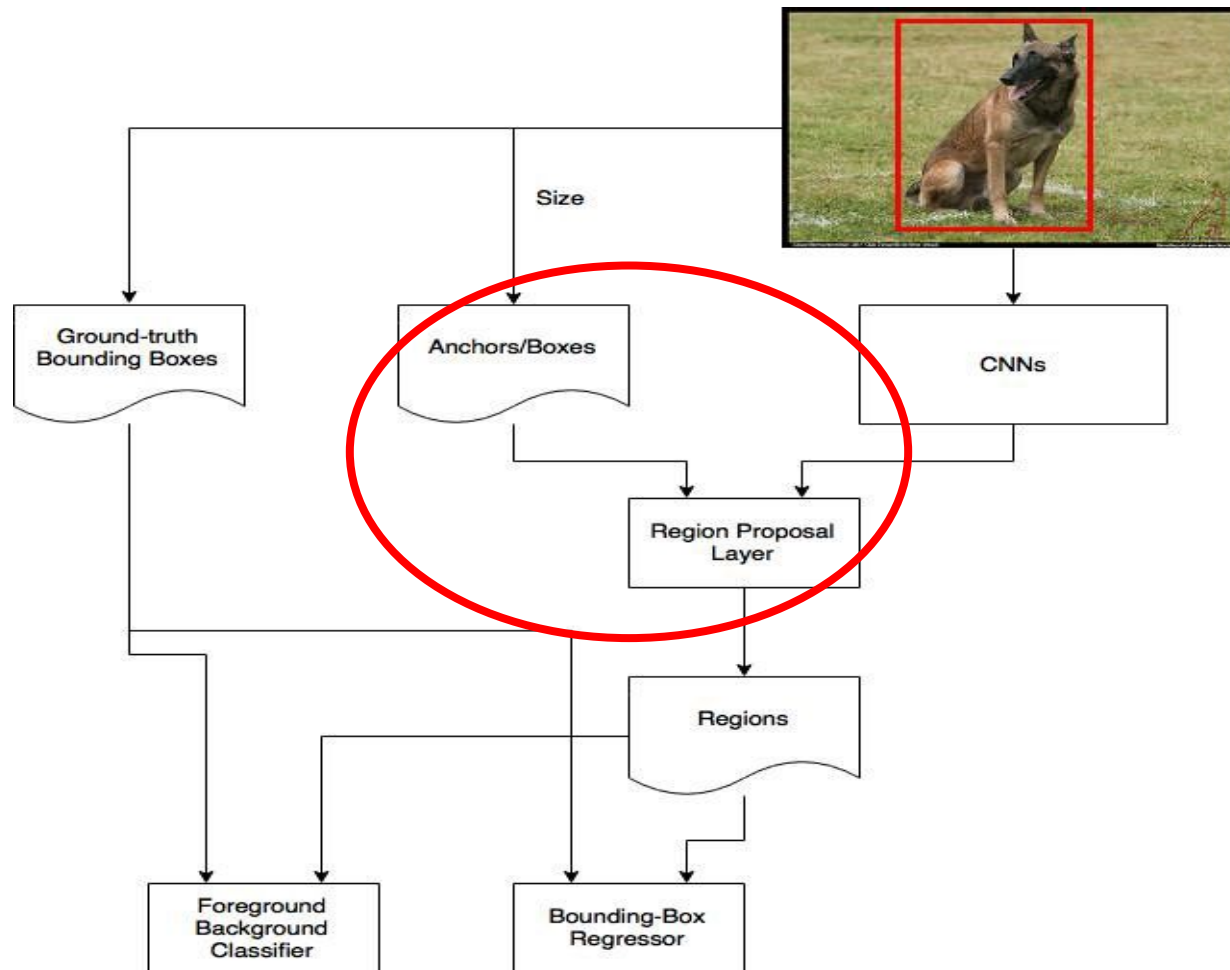 Size
Ground-truth
Bounding Boxes
Anchors/Boxes
CNNs
Region Proposal
Layer
Regions
Foreground
Background
Classifier
Bounding-Box
Regressor